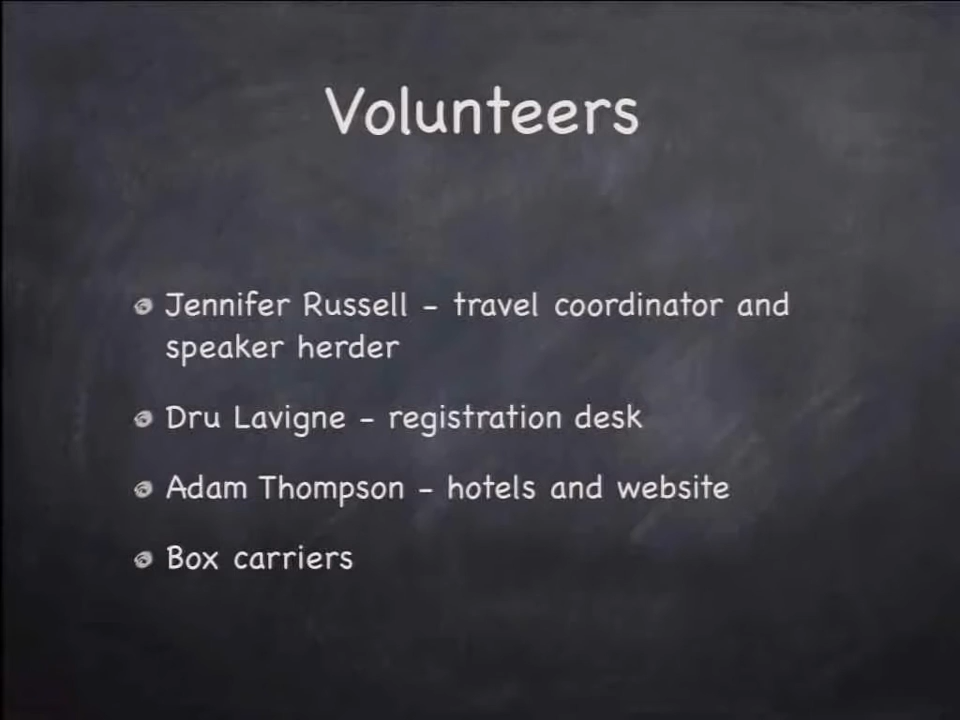 Volunteers
Jennifer Russell - travel coordinator and
speaker herder
Dru Lavigne - registration desk
Adam Thompson - hotels and website
Box carriers